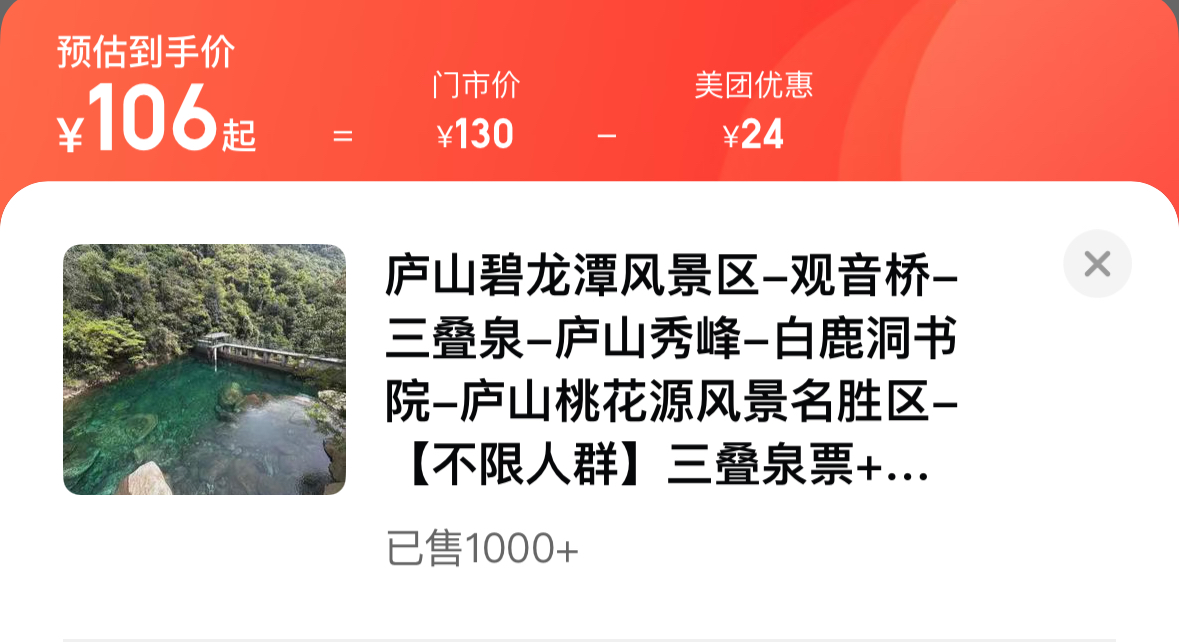 预估到手价
¥106起
=
门市价
¥130
–
美团优惠
¥24
庐山碧龙潭风景区–观音桥–
三叠泉–庐山秀峰–白鹿洞书
院–庐山桃花源风景名胜区–
【不限人群】三叠泉票+...
已售1000+